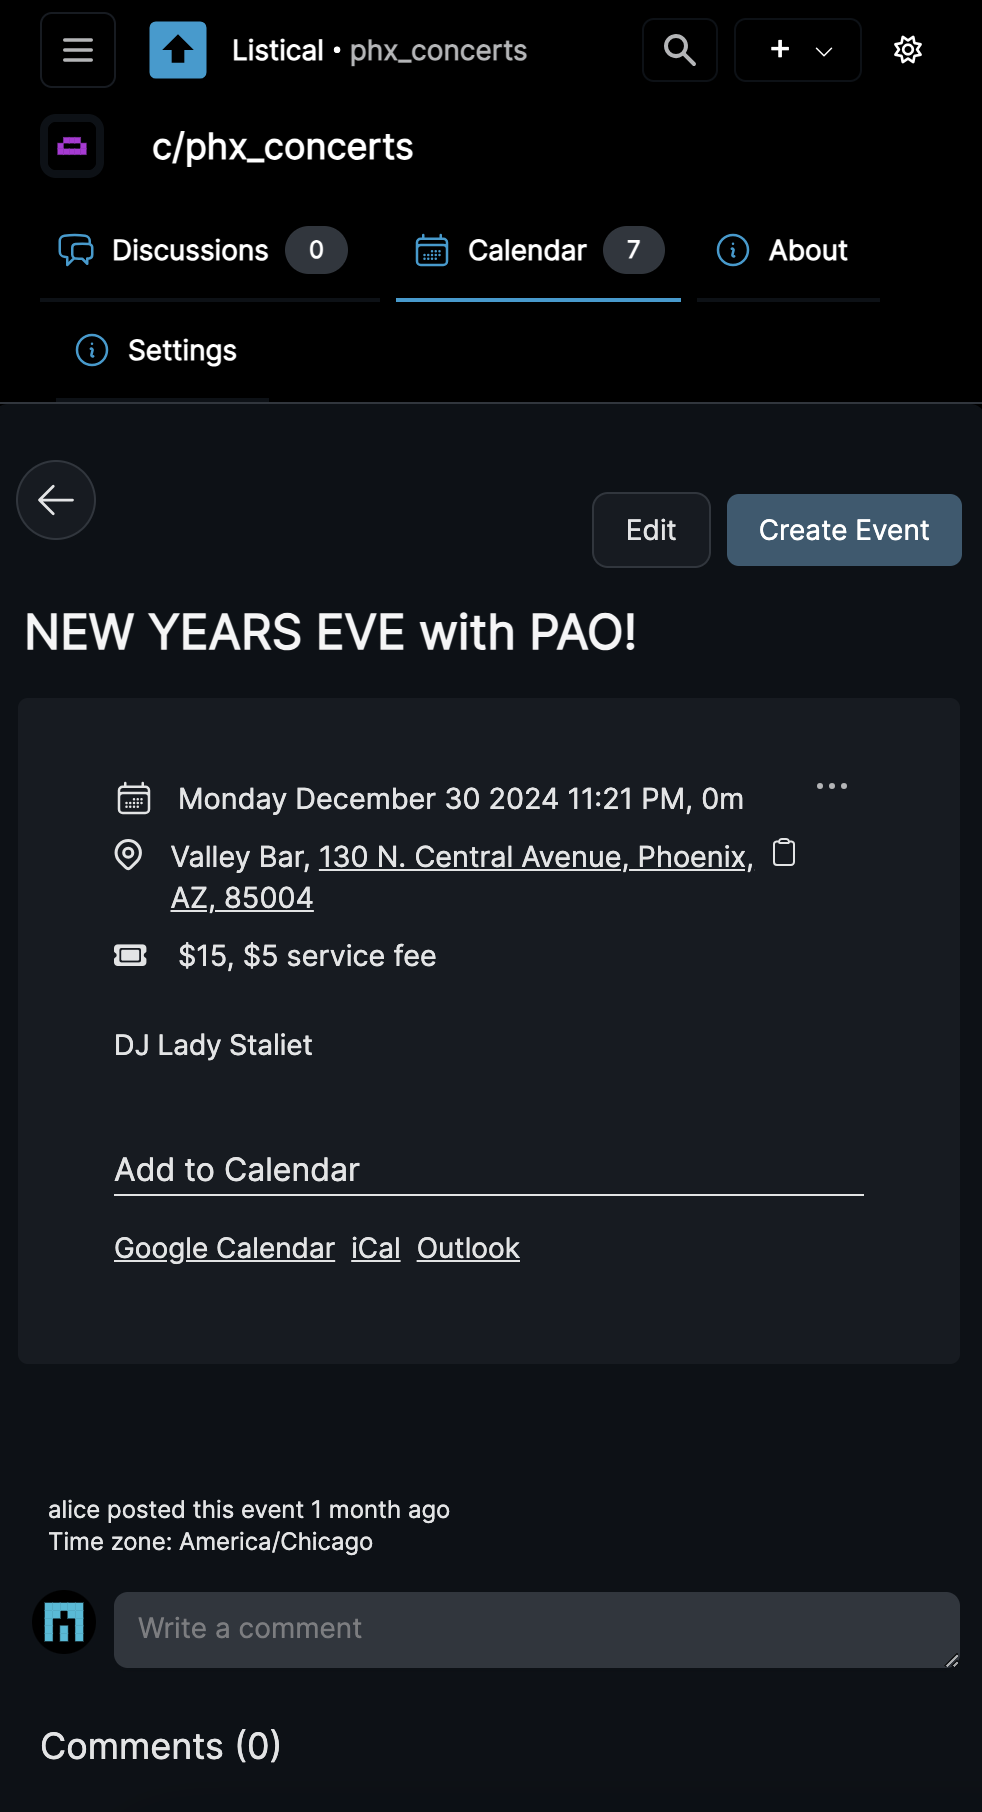 Listical • phx_concerts
c/phx_concerts
Discussions 0 Calendar 7 About
Settings
Edit Create Event
NEW YEARS EVE with PAO!
Monday December 30 2024 11:21 PM, 0m
Valley Bar, 130 N. Central Avenue, Phoenix,
AZ, 85004
$15, $5 service fee
DJ Lady Staliet
Add to Calendar
Google Calendar iCal Outlook
alice posted this event 1 month ago
Time zone: America/Chicago
Write a comment
Comments (0)